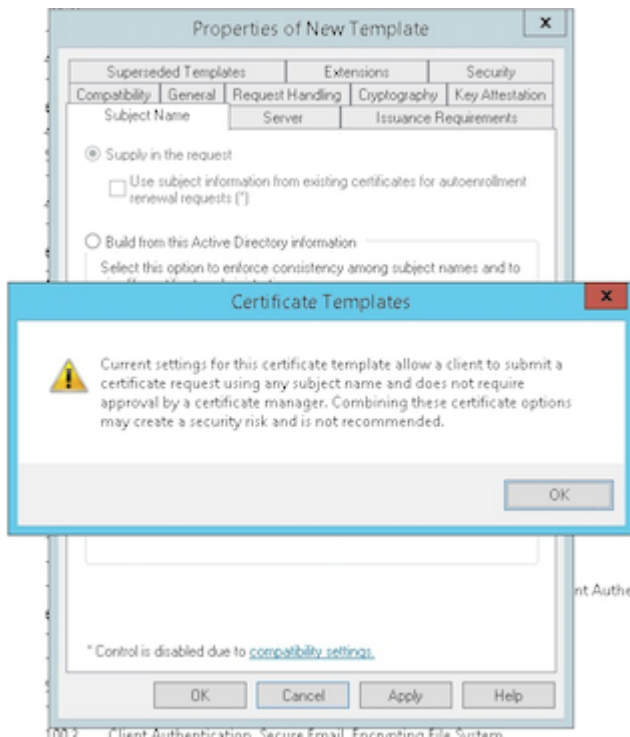 Properties of New Template
x
Superseded Templates Extensions Security
Compatibility General Request Handling Cryptography Key Attestation
Subject Name Server Issuance Requirements
Supply in the request
Use subject information from existing certificates for autoenrollment
renewal requests (*)
Build from this Active Directory information
Select this option to enforce consistency among subject names and to
Certificate Templates
x
Current settings for this certificate template allow a client to submit a
certificate request using any subject name and does not require
approval by a certificate manager. Combining these certificate options
may create a security risk and is not recommended.
OK
nt Authe
* Control is disabled due to compatibility settings.
OK Cancel Apply Help
100.2 Client Authentication, Secure Email, Encrypting File System